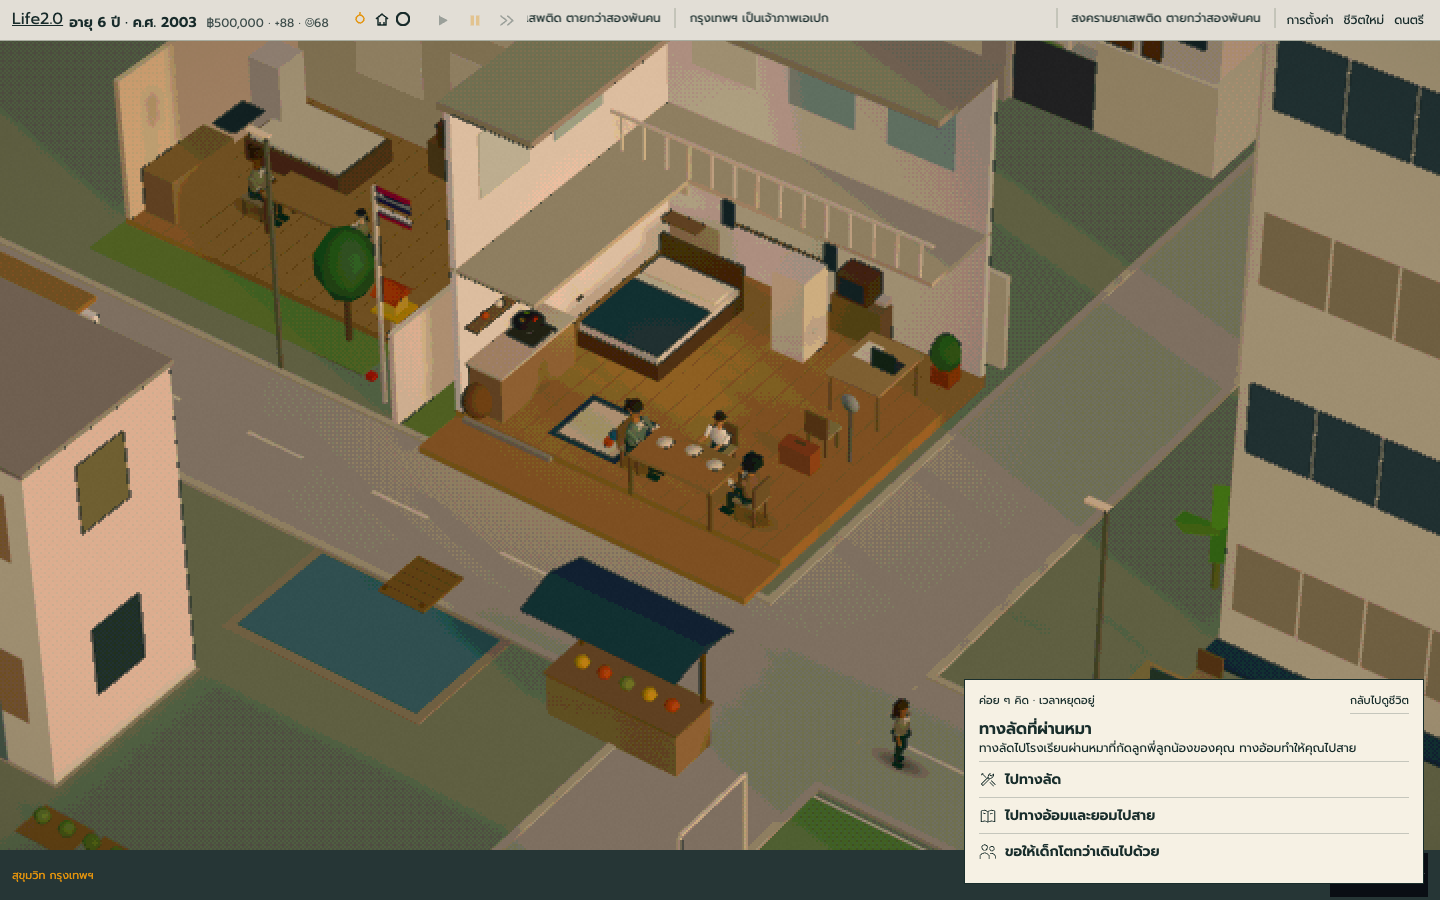 Life2.0 อายุ 6 ปี · ค.ศ. 2003 ฿500,000 · +88 · ☺68
ตายกว่าสองพันคน
กรุงเทพฯ เป็นเจ้าภาพเอเปก
สงครามยาเสพติด ตายกว่าสองพันคน
การตั้งค่า ชีวิตใหม่ ดนตรี
ค่อย ๆ คิด · เวลาหยุดอยู่
กลับไปดูชีวิต
ทางลัดที่ผ่านหมา
ทางลัดไปโรงเรียนผ่านหมาที่กัดลูกพี่ลูกน้องของคุณ ทางอ้อมทำให้คุณไปสาย
ไปทางลัด
ไปทางอ้อมและยอมไปสาย
ขอให้เด็กโตกว่าเดินไปด้วย
สุขุมวิท กรุงเทพฯ